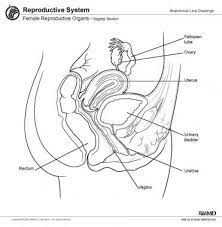 Reproductive System
Anatomical Line Drawings
Female Reproductive Organs - Sagittal Section
Fallopian
tube
Ovary
Uterus
Urinary
bladder
Urethra
Vagina
Rectum